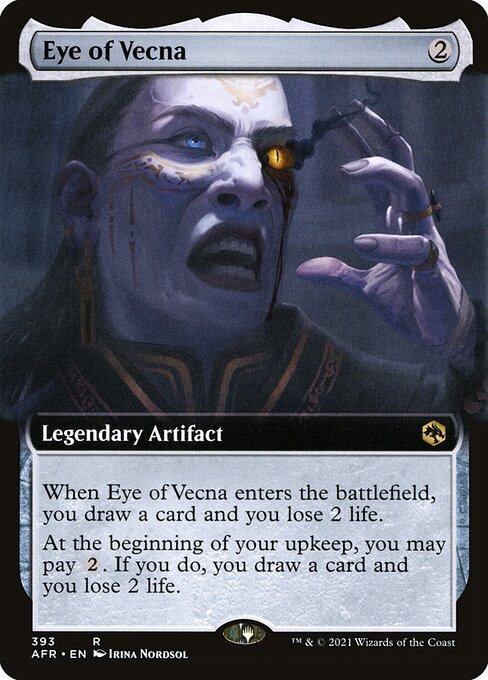 Eye of Vecna 2
Legendary Artifact
When Eye of Vecna enters the battlefield,
you draw a card and you lose 2 life.
At the beginning of your upkeep, you may
pay 2. If you do, you draw a card and
you lose 2 life.
393 R
AFR • EN Irina Nordsol
™ & © 2021 Wizards of the Coast